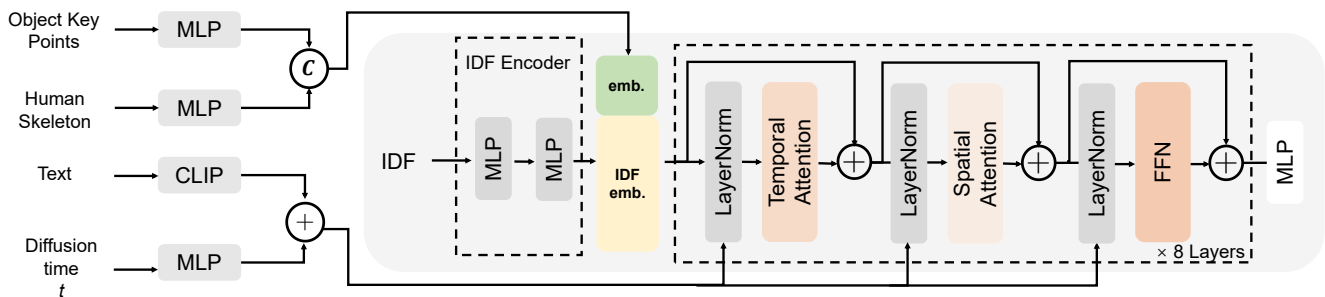 Object Key
Points
MLP
C
Human
Skeleton
MLP
Text
CLIP
+
Diffusion
time
t
MLP
IDF
IDF Encoder
MLP
MLP
emb.
IDF
emb.
LayerNorm
Temporal
Attention
+
LayerNorm
Spatial
Attention
+
LayerNorm
FFN
+
× 8 Layers
MLP